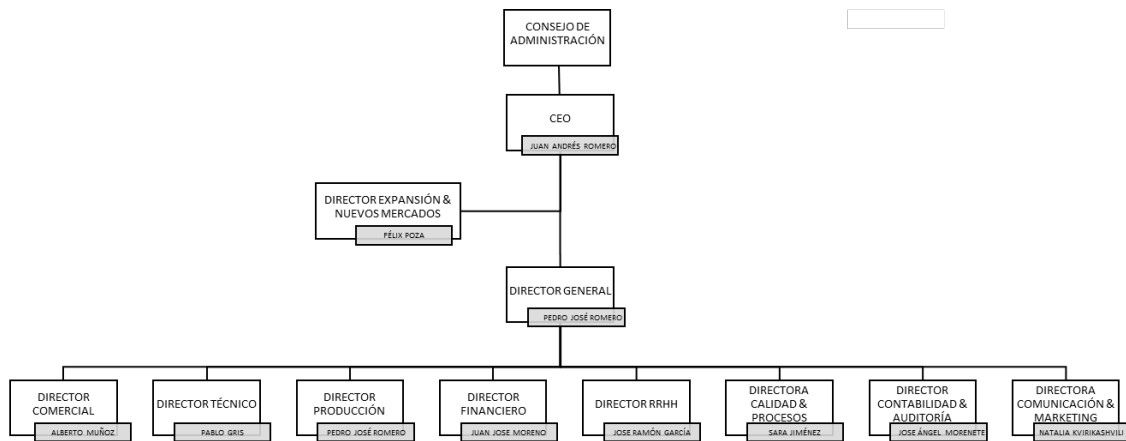 CONSEJO DE
ADMINISTRACIÓN
CEO
JUAN ANDRÉS ROMERO
DIRECTOR EXPANSIÓN &
NUEVOS MERCADOS
FÉLIX POZA
DIRECTOR GENERAL
PEDRO JOSÉ ROMERO
DIRECTOR
COMERCIAL
ALBERTO MUÑOZ
DIRECTOR TÉCNICO
PABLO GRIS
DIRECTOR
PRODUCCIÓN
PEDRO JOSÉ ROMERO
DIRECTOR
FINANCIERO
JUAN JOSE MORENO
DIRECTOR RRHH
JOSE RAMÓN GARCÍA
DIRECTORA
CALIDAD &
PROCESOS
SARA JIMÉNEZ
DIRECTOR
CONTABILIDAD &
AUDITORÍA
JOSE ÁNGEL MORENETE
DIRECTORA
COMUNICACIÓN &
MARKETING
NATALIA KVIRIKASHVILI